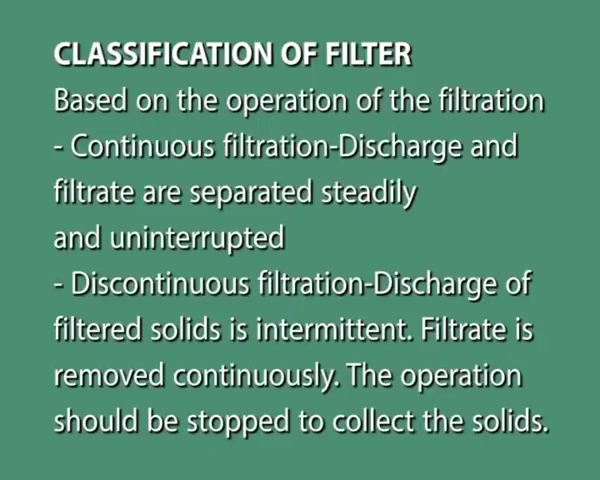 CLASSIFICATION OF FILTER
Based on the operation of the filtration
- Continuous filtration-Discharge and
filtrate are separated steadily
and uninterrupted
- Discontinuous filtration-Discharge of
filtered solids is intermittent. Filtrate is
removed continuously. The operation
should be stopped to collect the solids.